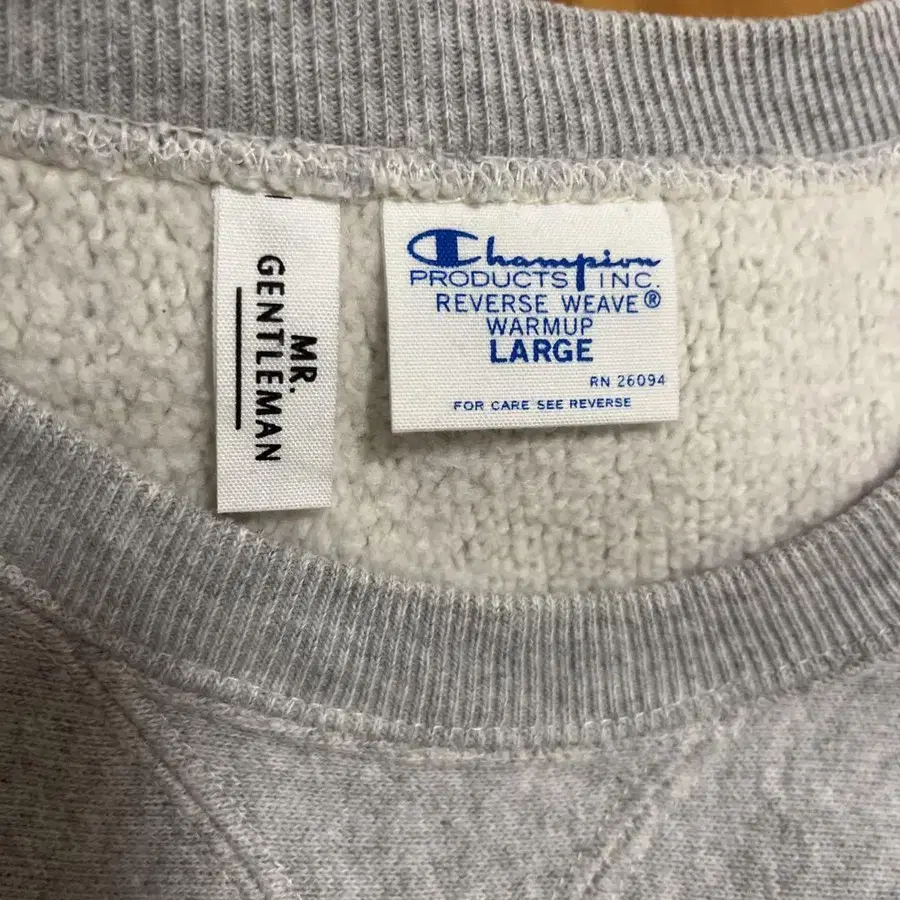 MR.
GENTLEMAN
Champion
PRODUCTS INC.
REVERSE WEAVE®
WARMUP
LARGE
RN 26094
FOR CARE SEE REVERSE